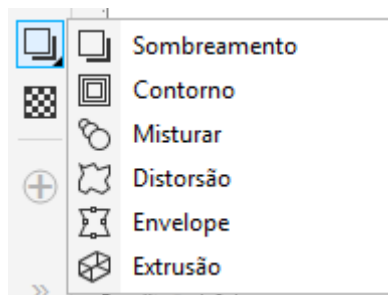 Sombreamento
Contorno
Misturar
Distorsão
Envelope
Extrusão